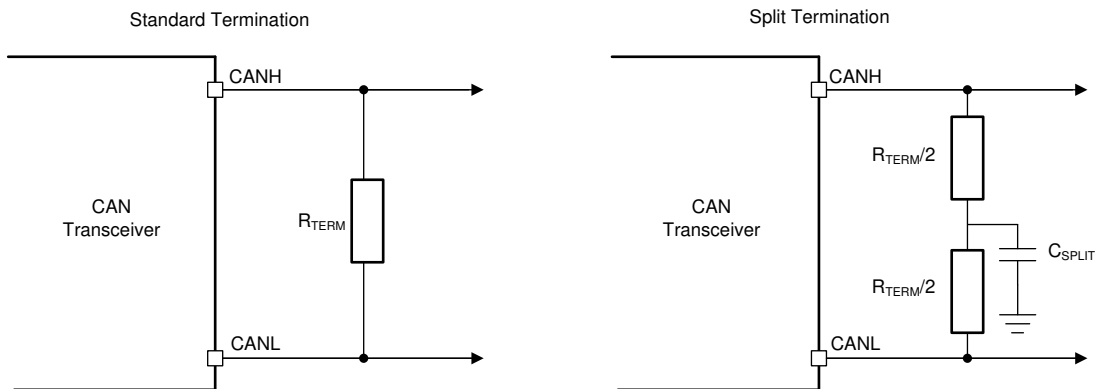 Standard Termination
CANH
CAN
Transceiver
RTERM
CANL
Split Termination
CANH
RTERM/2
CAN
Transceiver
CSPLIT
RTERM/2
CANL